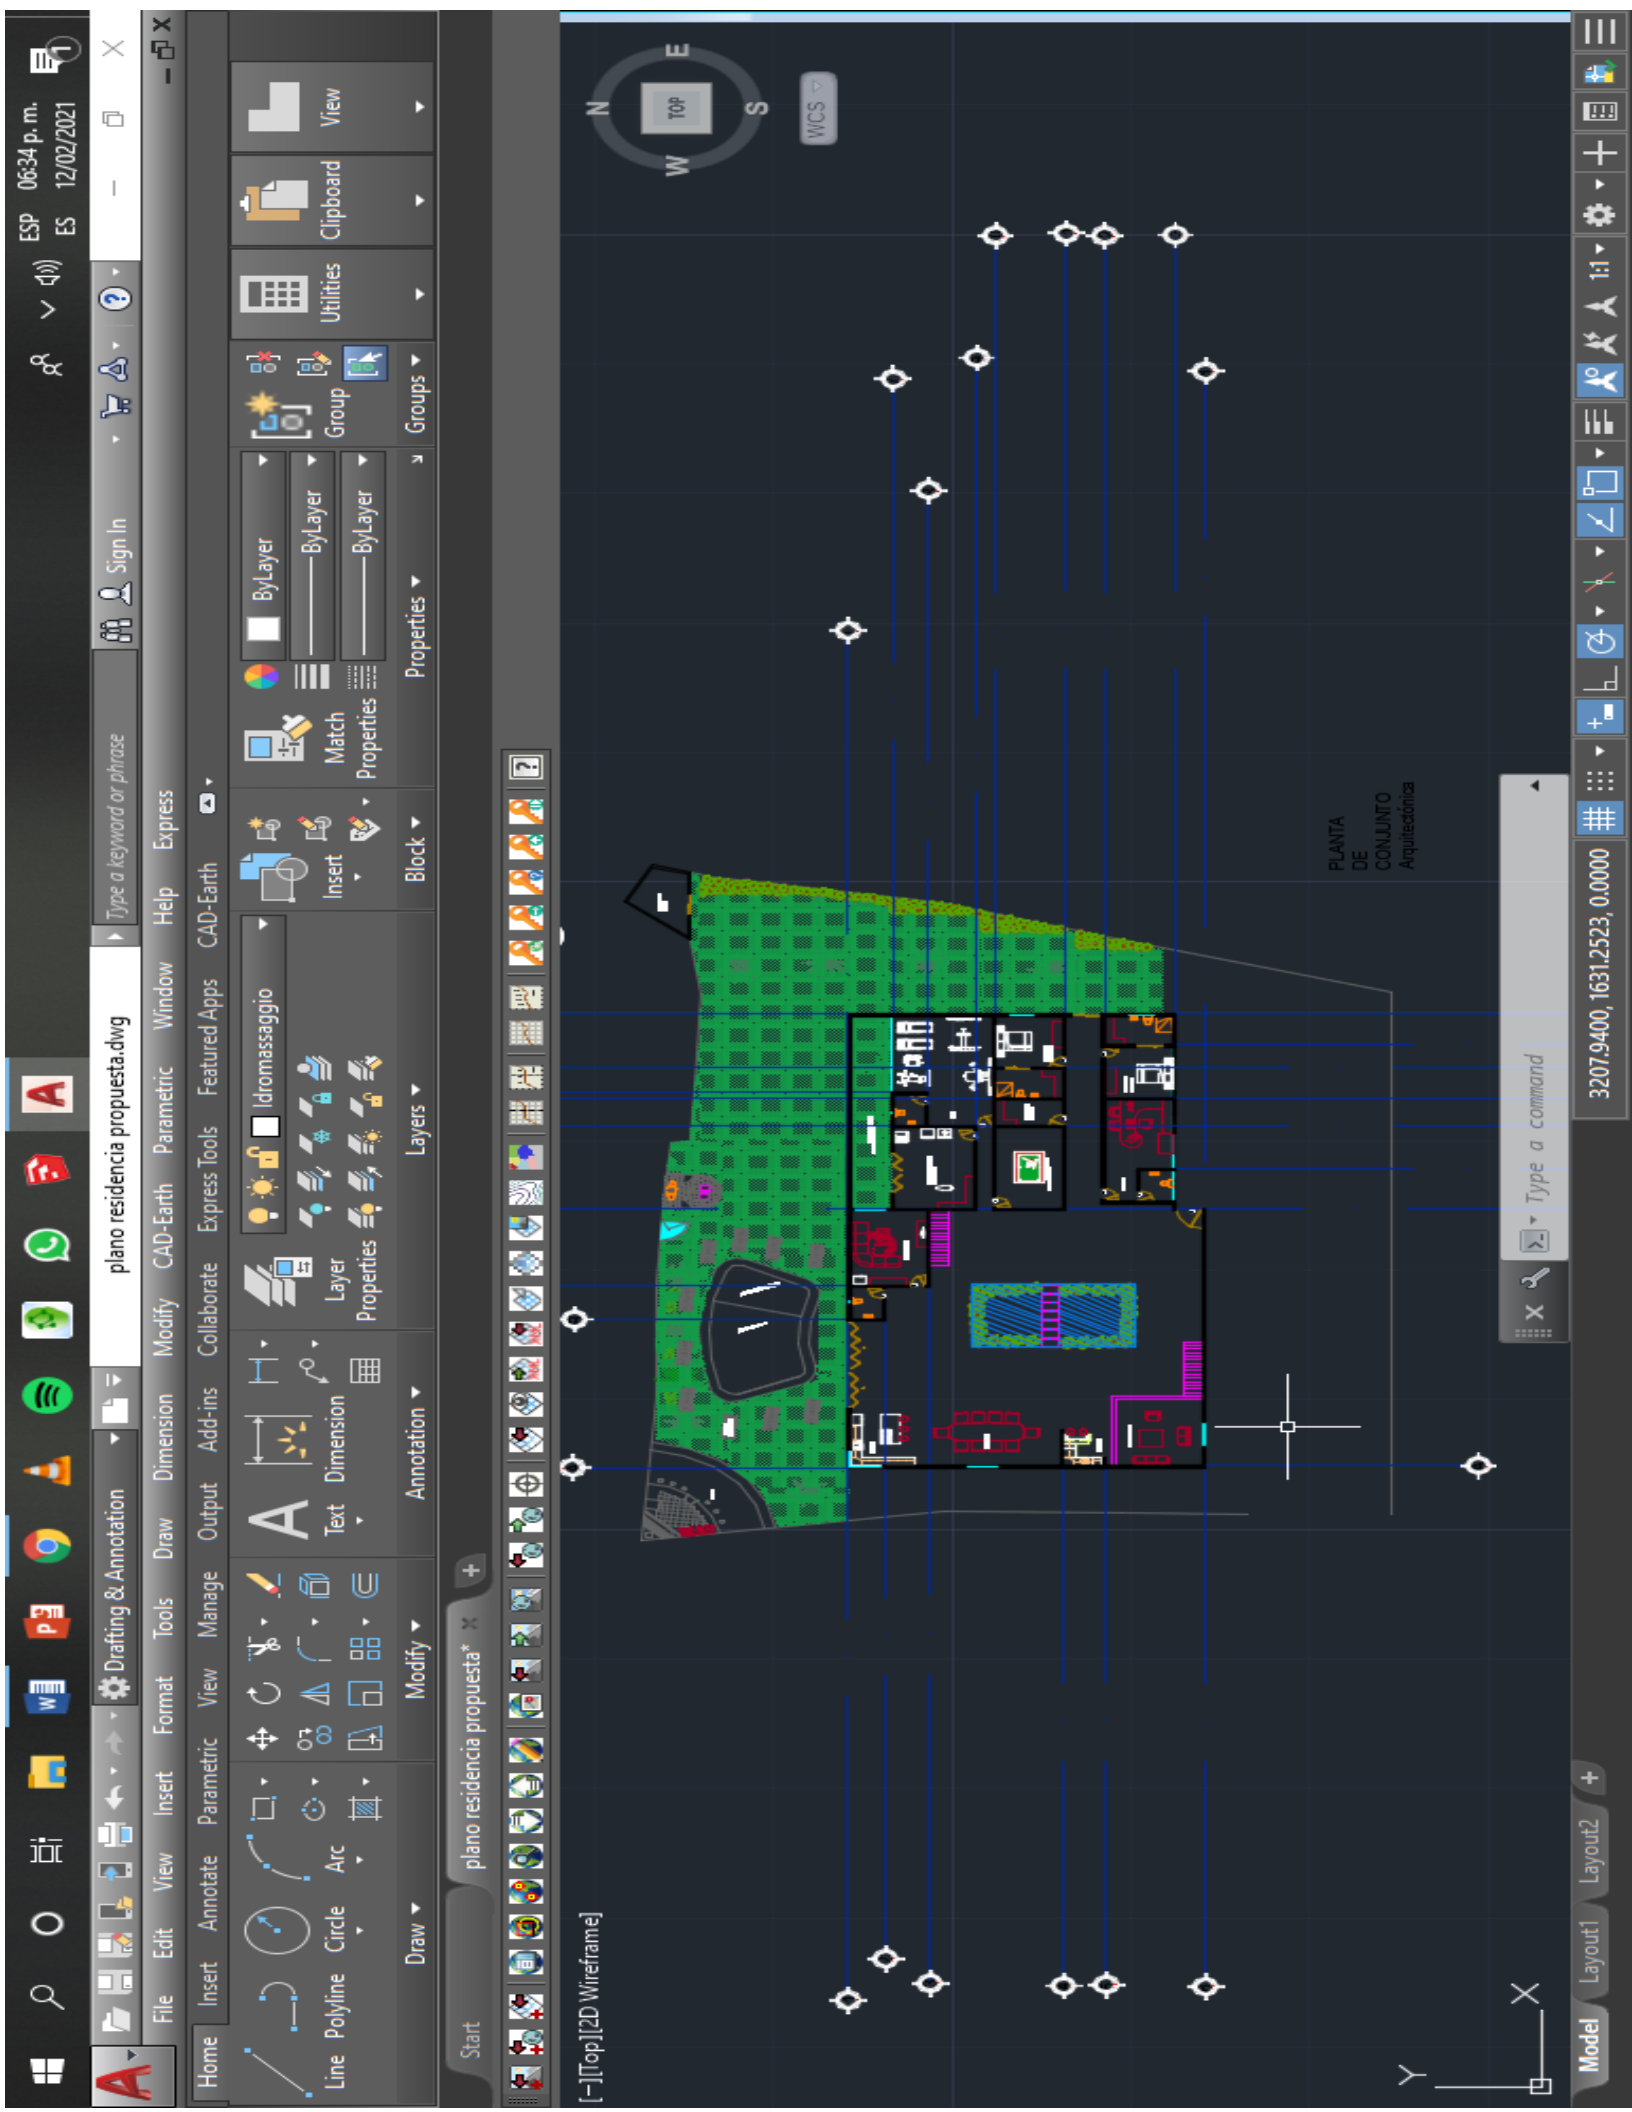 ESP
06:34 p. m.
ES
12/02/2021
1
Drafting & Annotation
plano residencia propuesta.dwg
Type a keyword or phrase
Sign In
File Edit View Insert Format Tools Draw Dimension Modify CAD-Earth Parametric Window Help Express
Home Insert Annotate Parametric View Manage Output Add-ins Collaborate Express Tools Featured Apps CAD-Earth
Line Polyline Circle Arc
Draw
Modify
Text Dimension
Annotation
Layer
Properties
Idromassaggio
Layers
Insert
Block
Match
Properties
ByLayer
ByLayer
ByLayer
Properties
Group
Groups
Utilities
Clipboard
View
Start
plano residencia propuesta*
[−][Top][2D Wireframe]
N
W
TOP
E
S
WCS
PLANTA
DE
CONJUNTO
Arquitectónica
Y
X
Type a command
Model Layout1 Layout2
3207.9400, 1631.2523, 0.0000
1:1